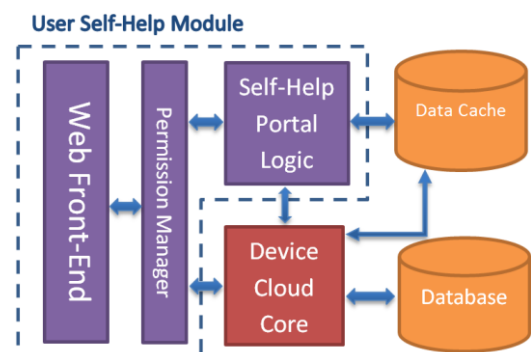 User Self-Help Module
Web Front-End
Permission Manager
Self-Help
Portal
Logic
Data Cache
Device
Cloud
Core
Database